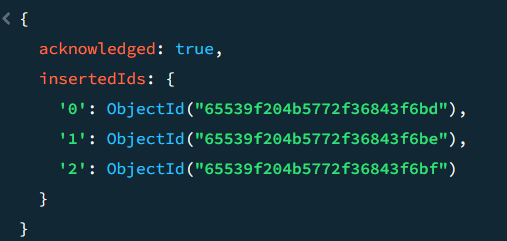 {
acknowledged: true,
insertedIds: {
'0': ObjectId("65539f204b5772f36843f6bd"),
'1': ObjectId("65539f204b5772f36843f6be"),
'2': ObjectId("65539f204b5772f36843f6bf")
}
}